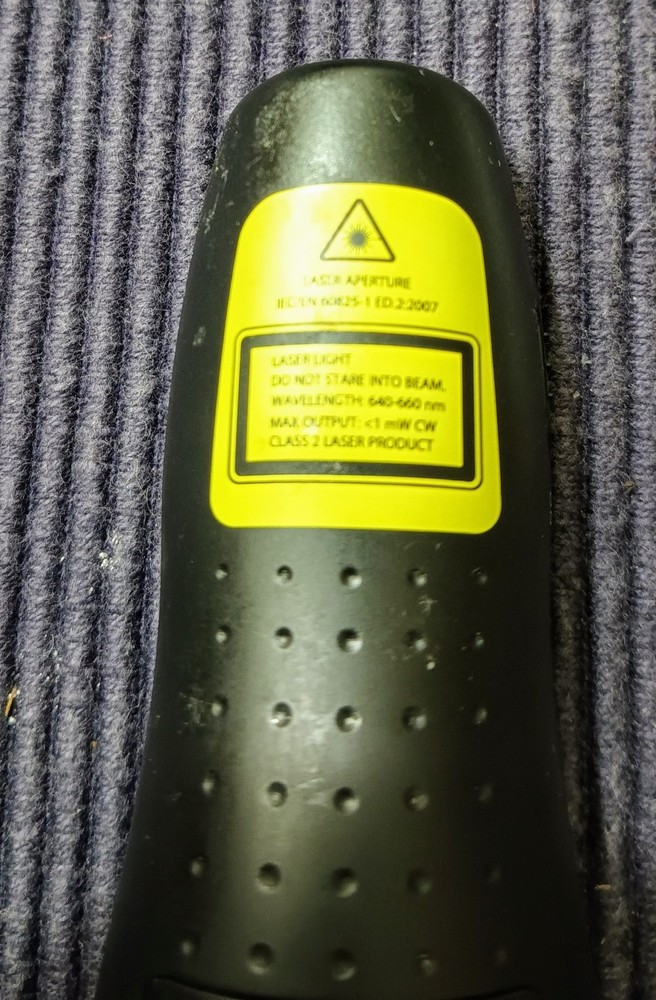 LASER APERTURE
IEC/EN 60825-1 ED.2:2007
LASER LIGHT
DO NOT STARE INTO BEAM.
WAVELENGTH: 640-660 nm
MAX OUTPUT: <1 mW CW
CLASS 2 LASER PRODUCT